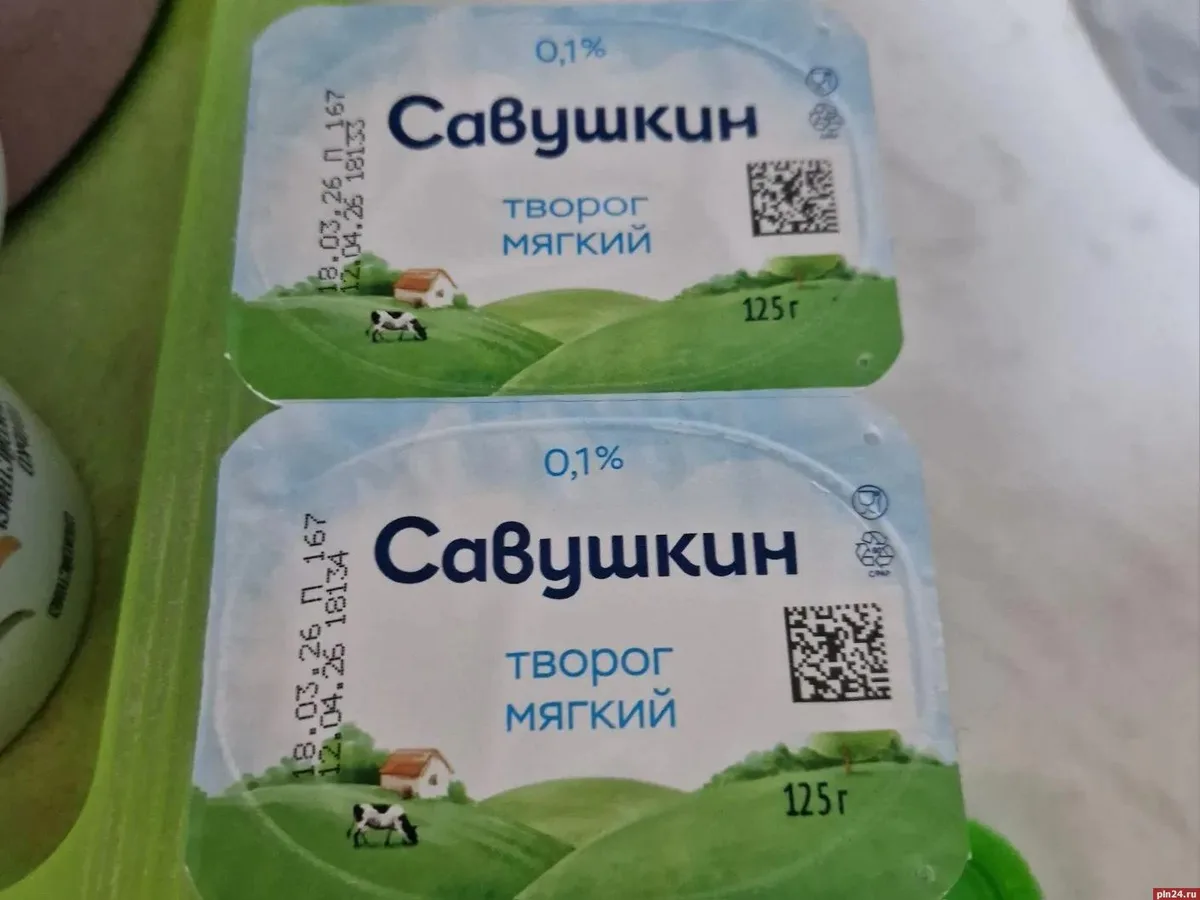 0,1%
Савушкин
творог
мягкий
125 г
18.03.26 П 167
12.04.26 18133
0,1%
Савушкин
творог
мягкий
125 г
18.03.26 П 167
12.04.26 18134
pln24.ru